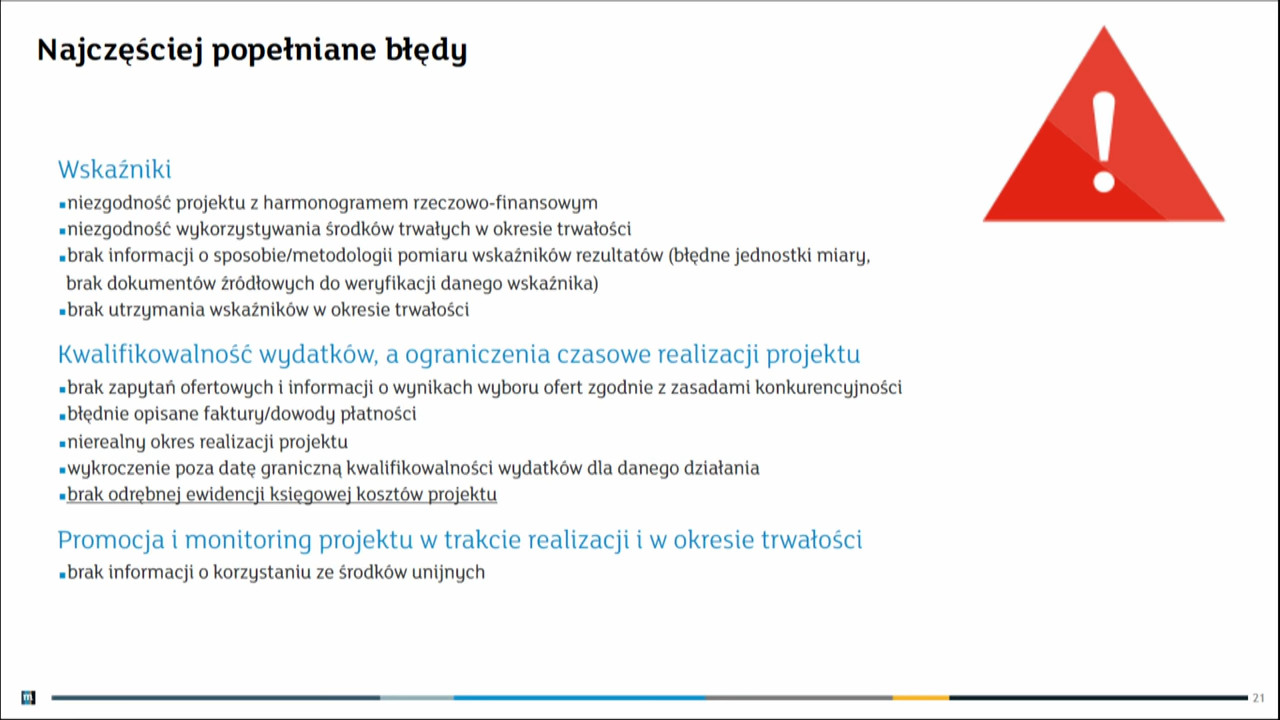 Najczęściej popełniane błędy
Wskaźniki
▪niezgodność projektu z harmonogramem rzeczowo-finansowym
▪niezgodność wykorzystywania środków trwałych w okresie trwałości
▪brak informacji o sposobie/metodologii pomiaru wskaźników rezultatów (błędne jednostki miary,
brak dokumentów źródłowych do weryfikacji danego wskaźnika)
▪brak utrzymania wskaźników w okresie trwałości
Kwalifikowalność wydatków, a ograniczenia czasowe realizacji projektu
▪brak zapytań ofertowych i informacji o wynikach wyboru ofert zgodnie z zasadami konkurencyjności
▪błędnie opisane faktury/dowody płatności
▪nierealny okres realizacji projektu
▪wykroczenie poza datę graniczną kwalifikowalności wydatków dla danego działania
▪brak odrębnej ewidencji księgowej kosztów projektu
Promocja i monitoring projektu w trakcie realizacji i w okresie trwałości
▪brak informacji o korzystaniu ze środków unijnych
m
21